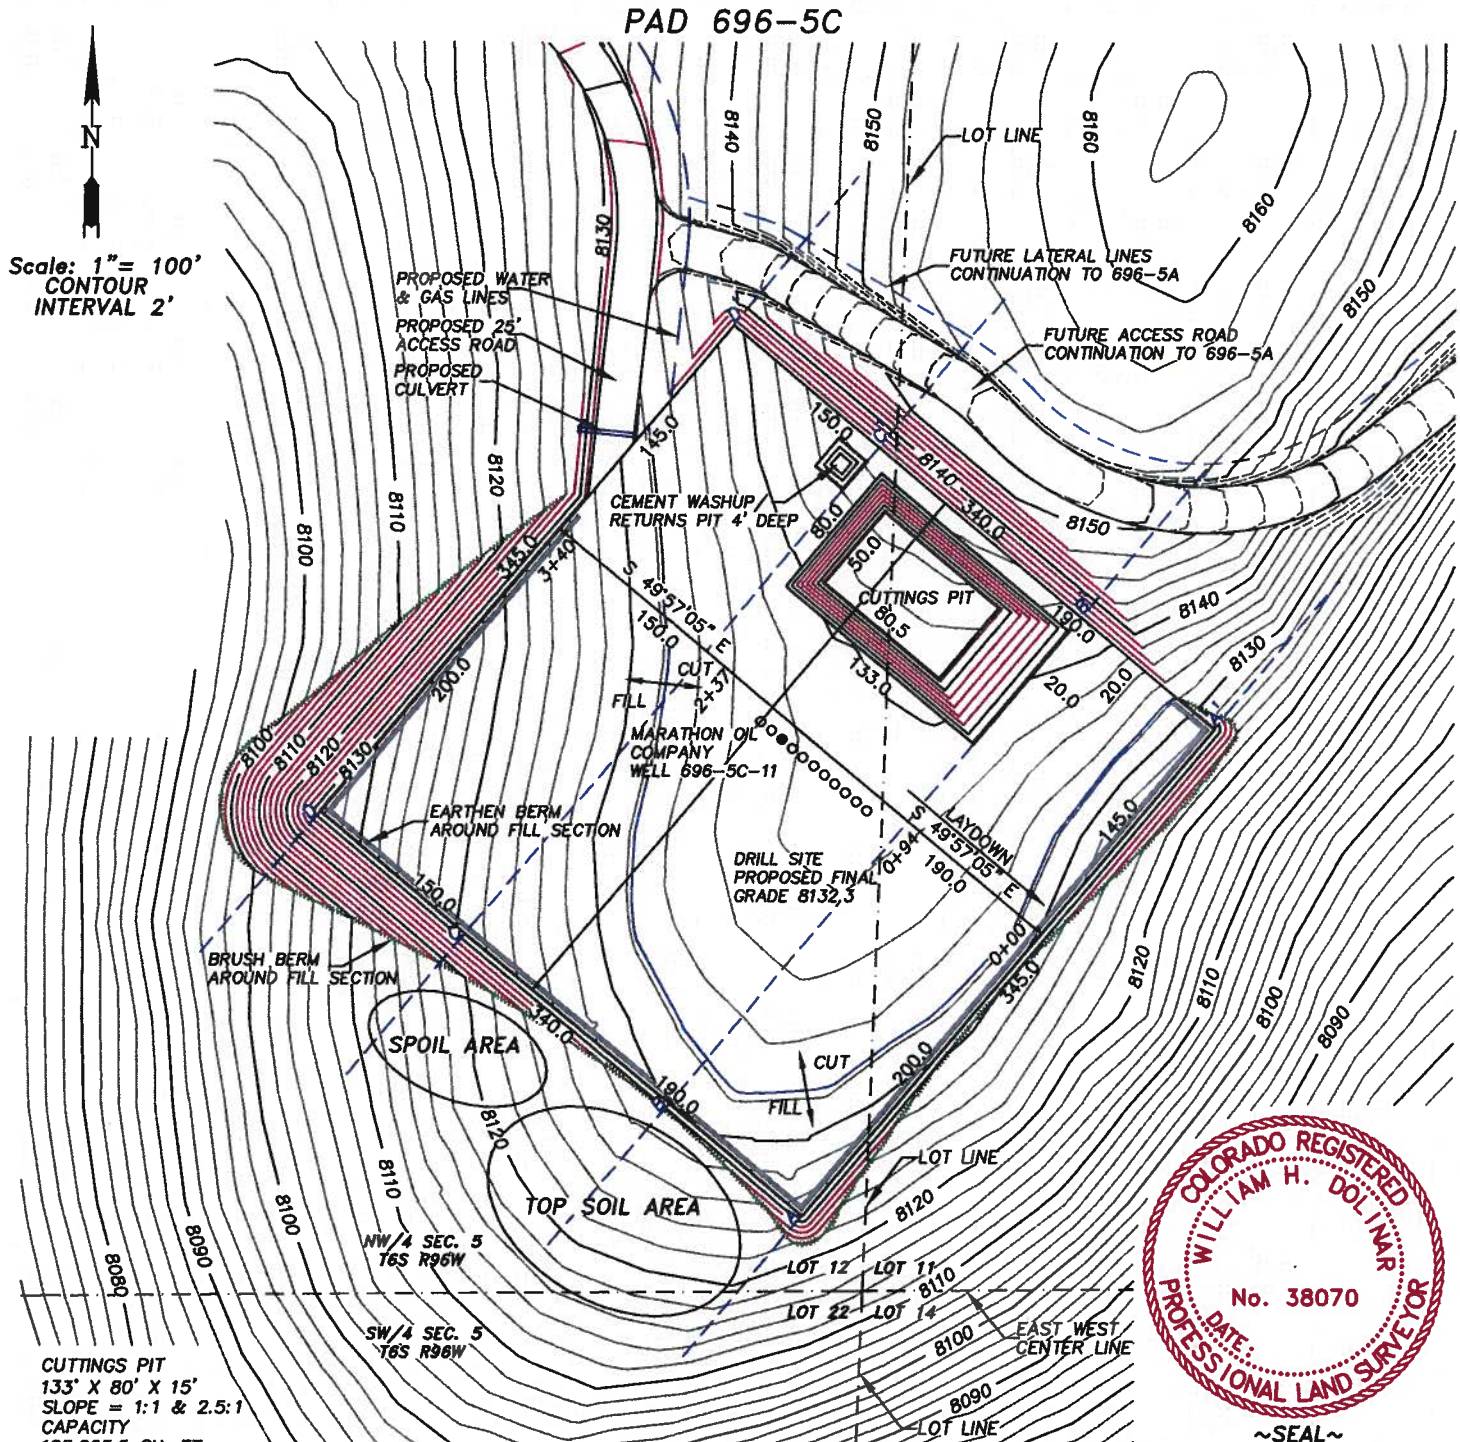 PAD 696-5C
N
Scale: 1"= 100'
CONTOUR
INTERVAL 2'
8140
8150
8160
LOT LINE
8160
8130
PROPOSED WATER
& GAS LINES
FUTURE LATERAL LINES
CONTINUATION TO 696-5A
8150
PROPOSED 25'
ACCESS ROAD
FUTURE ACCESS ROAD
CONTINUATION TO 696-5A
PROPOSED
CULVERT
145.0
150.0
8120
8110
8100
8140
340.0
8150
CEMENT WASHUP
RETURNS PIT 4' DEEP
80.0
50.0
345.0
3+40
CUTTINGS PIT
80.5
8140
190.0
S 49°57'05" E
150.0
133.0
8130
CUT
FILL
2+37
20.0
20.0
200.0
MARATHON OIL
COMPANY
WELL 696-5C-11
8100
8110
8120
8130
EARTHEN BERM
AROUND FILL SECTION
LAYDOWN
S 49°57'05" E
145.0
DRILL SITE
PROPOSED FINAL
GRADE 8132.3
0+94
190.0
150.0
BRUSH BERM
AROUND FILL SECTION
0+00
345.0
8120
8110
8100
8090
340.0
SPOIL AREA
CUT
FILL
200.0
190.0
8120
LOT LINE
COLORADO REGISTERED
WILLIAM H. DOLINAR
No. 38070
DATE:
PROFESSIONAL LAND SURVEYOR
~SEAL~
8110
8100
8090
8080
TOP SOIL AREA
8120
NW/4 SEC. 5
T6S R96W
LOT 12
LOT 11
8110
LOT 22
LOT 14
SW/4 SEC. 5
T6S R96W
8100
EAST WEST
CENTER LINE
8090
LOT LINE
CUTTINGS PIT
133' X 80' X 15'
SLOPE = 1:1 & 2.5:1
CAPACITY